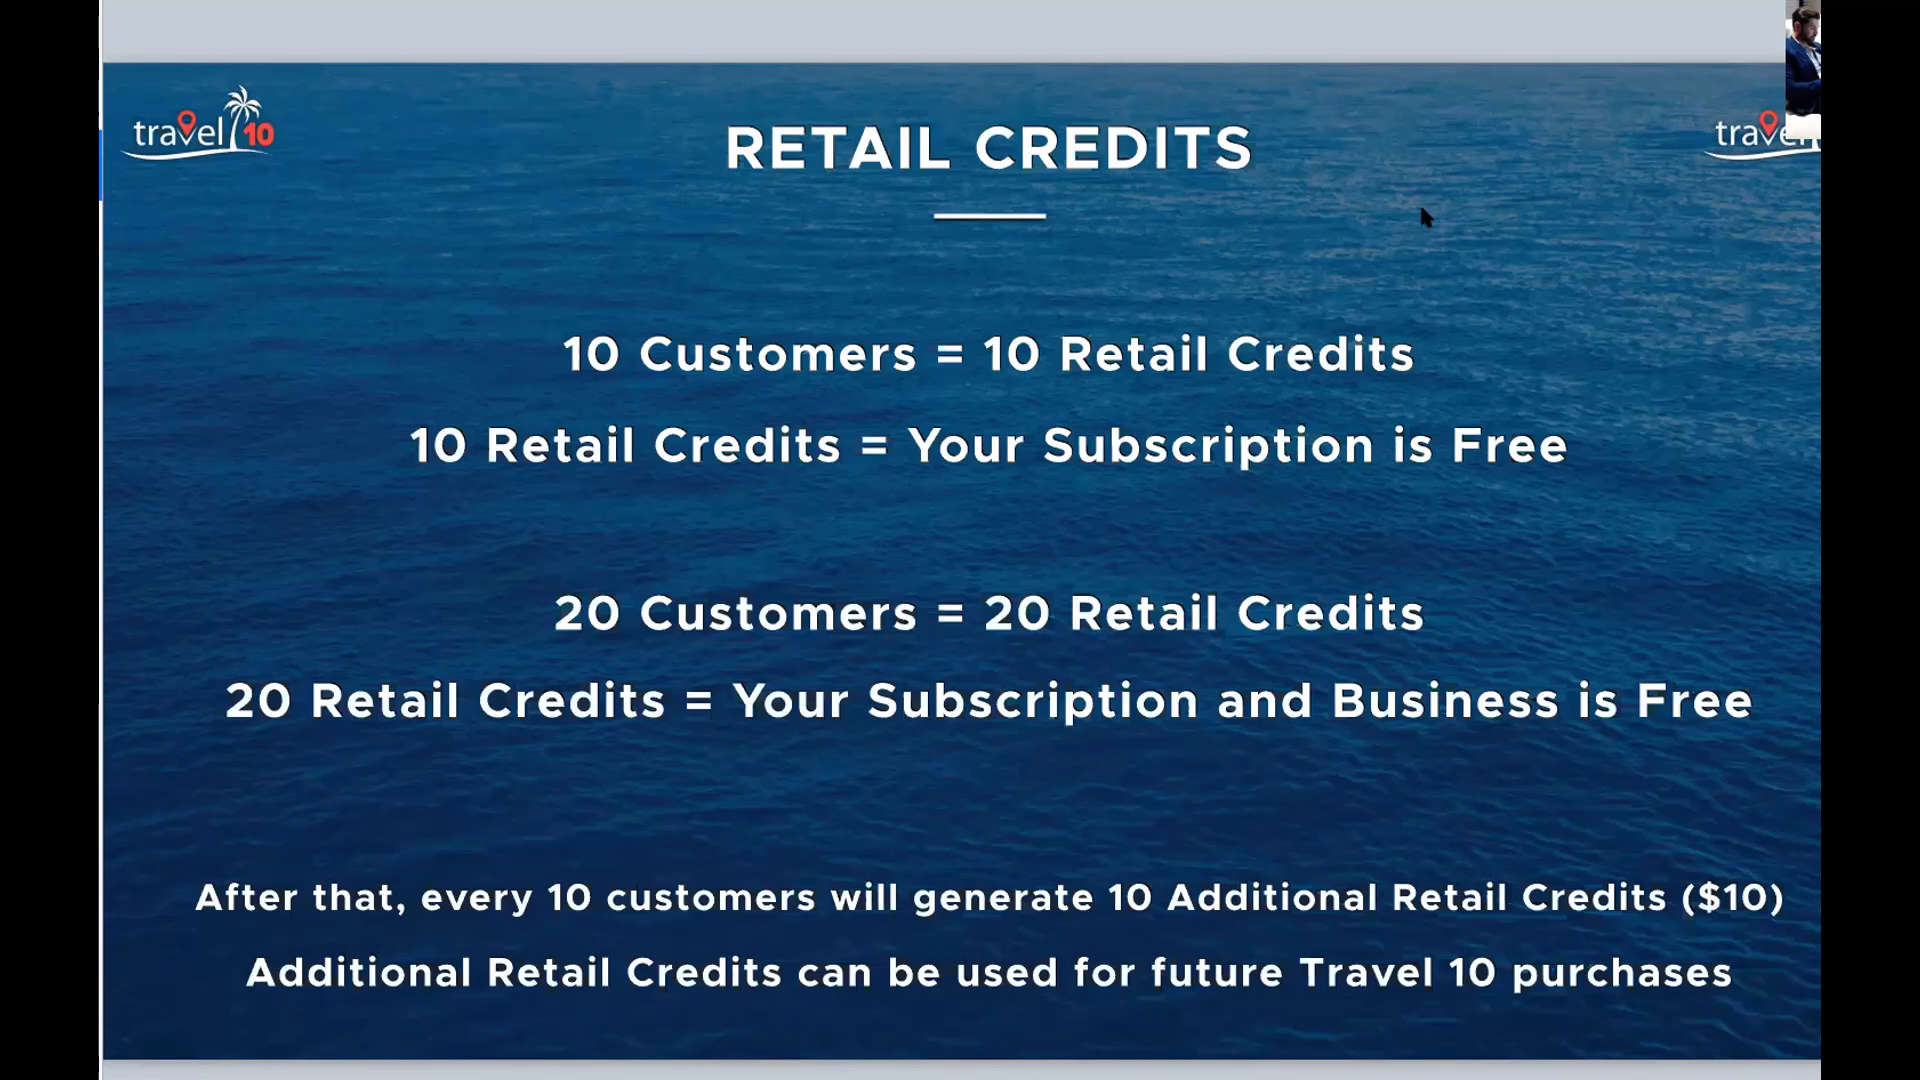 travel 10
RETAIL CREDITS
10 Customers = 10 Retail Credits
10 Retail Credits = Your Subscription is Free
20 Customers = 20 Retail Credits
20 Retail Credits = Your Subscription and Business is Free
After that, every 10 customers will generate 10 Additional Retail Credits ($10)
Additional Retail Credits can be used for future Travel 10 purchases